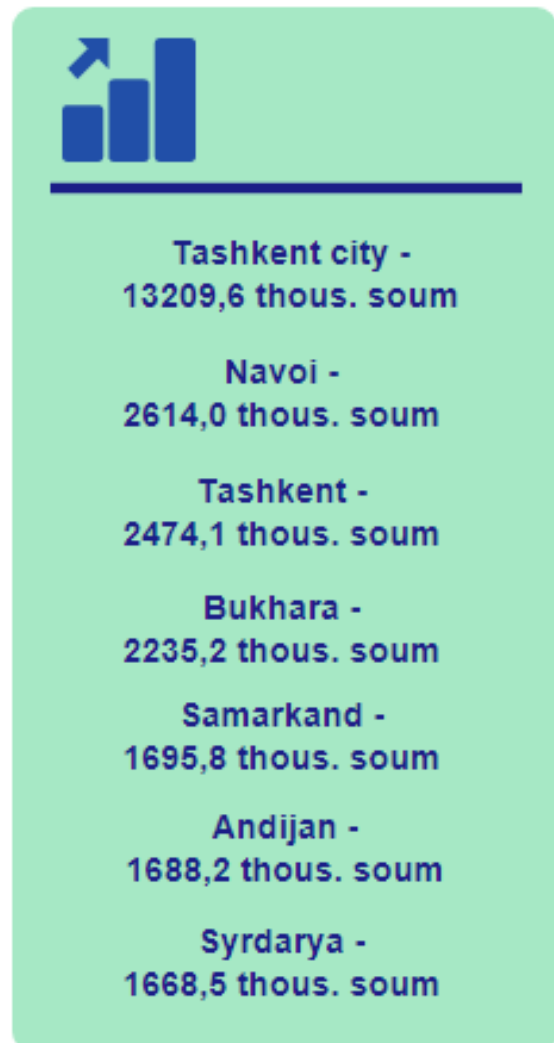 Tashkent city -
13209,6 thous. soum
Navoi -
2614,0 thous. soum
Tashkent -
2474,1 thous. soum
Bukhara -
2235,2 thous. soum
Samarkand -
1695,8 thous. soum
Andijan -
1688,2 thous. soum
Syrdarya -
1668,5 thous. soum